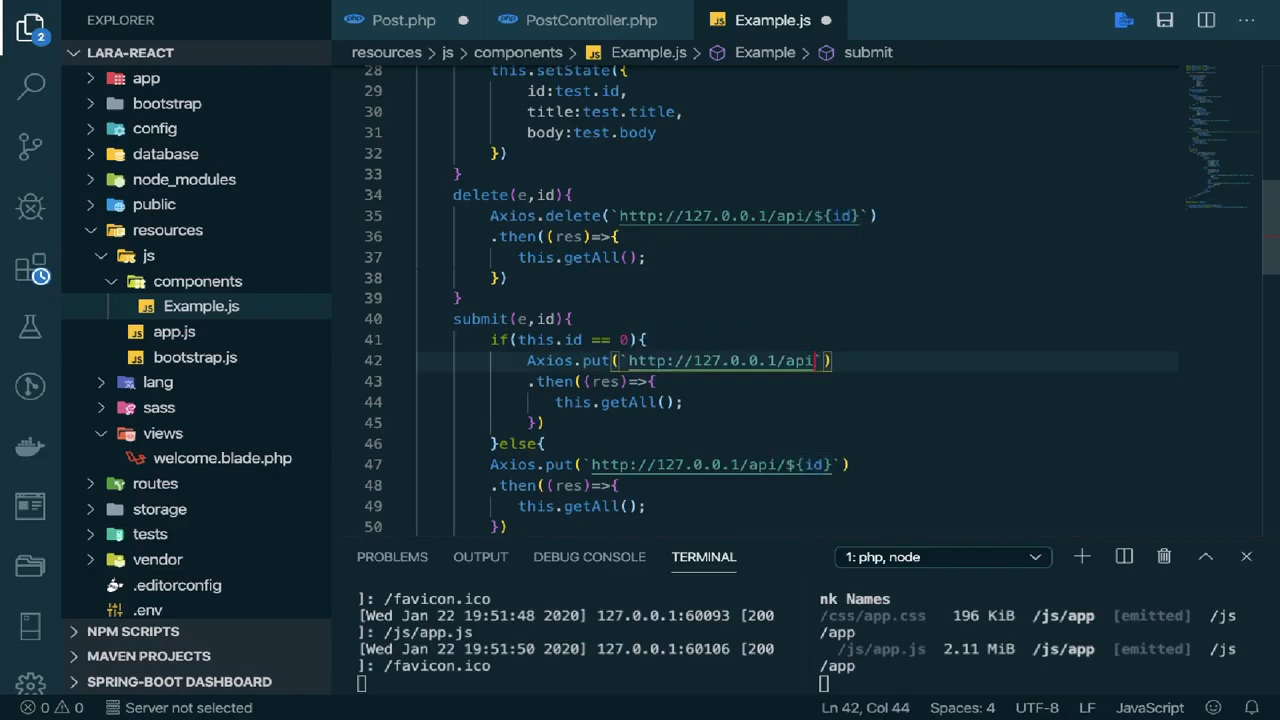 EXPLORER
Post.php
PostController.php
Example.js
2
LARA-REACT
resources > js > components > Example.js > Example > submit
app
bootstrap
config
database
node_modules
public
resources
js
components
Example.js
app.js
bootstrap.js
lang
sass
views
welcome.blade.php
routes
storage
tests
vendor
.editorconfig
.env
NPM SCRIPTS
MAVEN PROJECTS
SPRING-BOOT DASHBOARD
28 this.setState({
29 id:test.id,
30 title:test.title,
31 body:test.body
32 })
33 }
34 delete(e,id){
35 Axios.delete(`http://127.0.0.1/api/${id}`)
36 .then((res)=>{
37 this.getAll();
38 })
39 }
40 submit(e,id){
41 if(this.id == 0){
42 Axios.put(`http://127.0.0.1/api`)
43 .then((res)=>{
44 this.getAll();
45 })
46 }else{
47 Axios.put(`http://127.0.0.1/api/${id}`)
48 .then((res)=>{
49 this.getAll();
50 })
PROBLEMS OUTPUT DEBUG CONSOLE TERMINAL 1: php, node
]: /favicon.ico
[Wed Jan 22 19:51:48 2020] 127.0.0.1:60093 [200
]: /js/app.js
[Wed Jan 22 19:51:50 2020] 127.0.0.1:60106 [200
]: /favicon.ico
nk Names
/css/app.css 196 KiB /js/app [emitted] /js
/app
/js/app.js 2.11 MiB /js/app [emitted] /js
/app
0 0 Server not selected Ln 42, Col 44 Spaces: 4 UTF-8 LF JavaScript